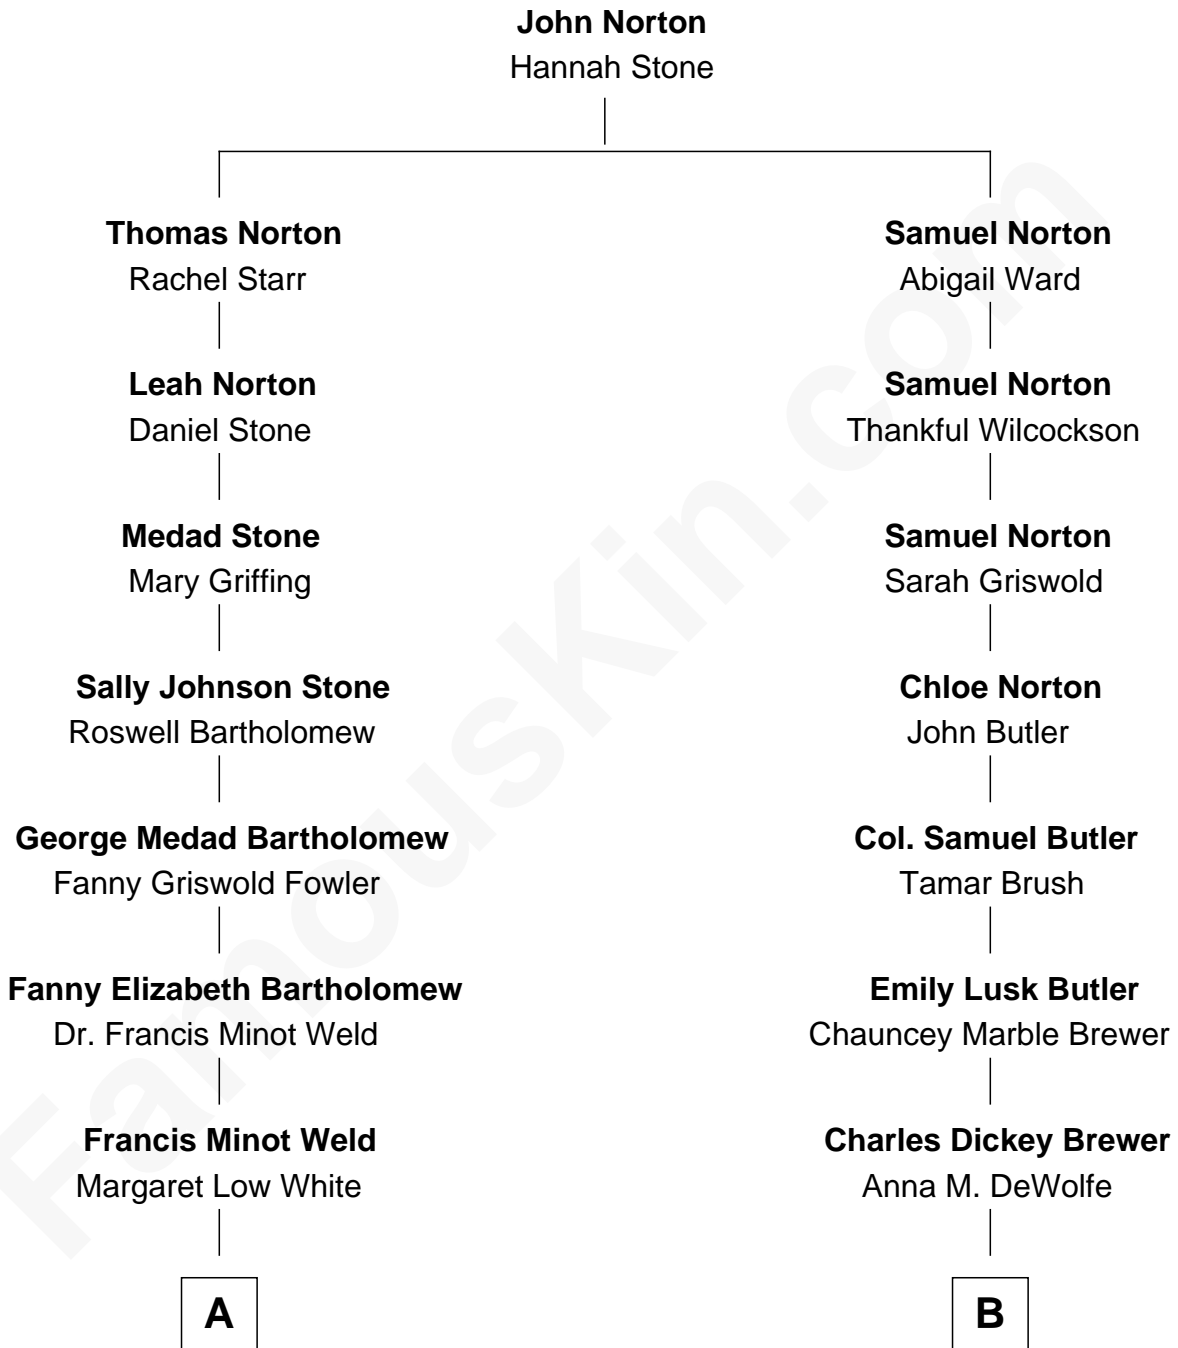 John Norton
Hannah Stone
Thomas Norton
Rachel Starr
Samuel Norton
Abigail Ward
Leah Norton
Daniel Stone
Samuel Norton
Thankful Wilcockson
Medad Stone
Mary Griffing
Samuel Norton
Sarah Griswold
Sally Johnson Stone
Roswell Bartholomew
Chloe Norton
John Butler
George Medad Bartholomew
Fanny Griswold Fowler
Col. Samuel Butler
Tamar Brush
Fanny Elizabeth Bartholomew
Dr. Francis Minot Weld
Emily Lusk Butler
Chauncey Marble Brewer
Francis Minot Weld
Margaret Low White
Charles Dickey Brewer
Anna M. DeWolfe
A
B
FamousKin.com